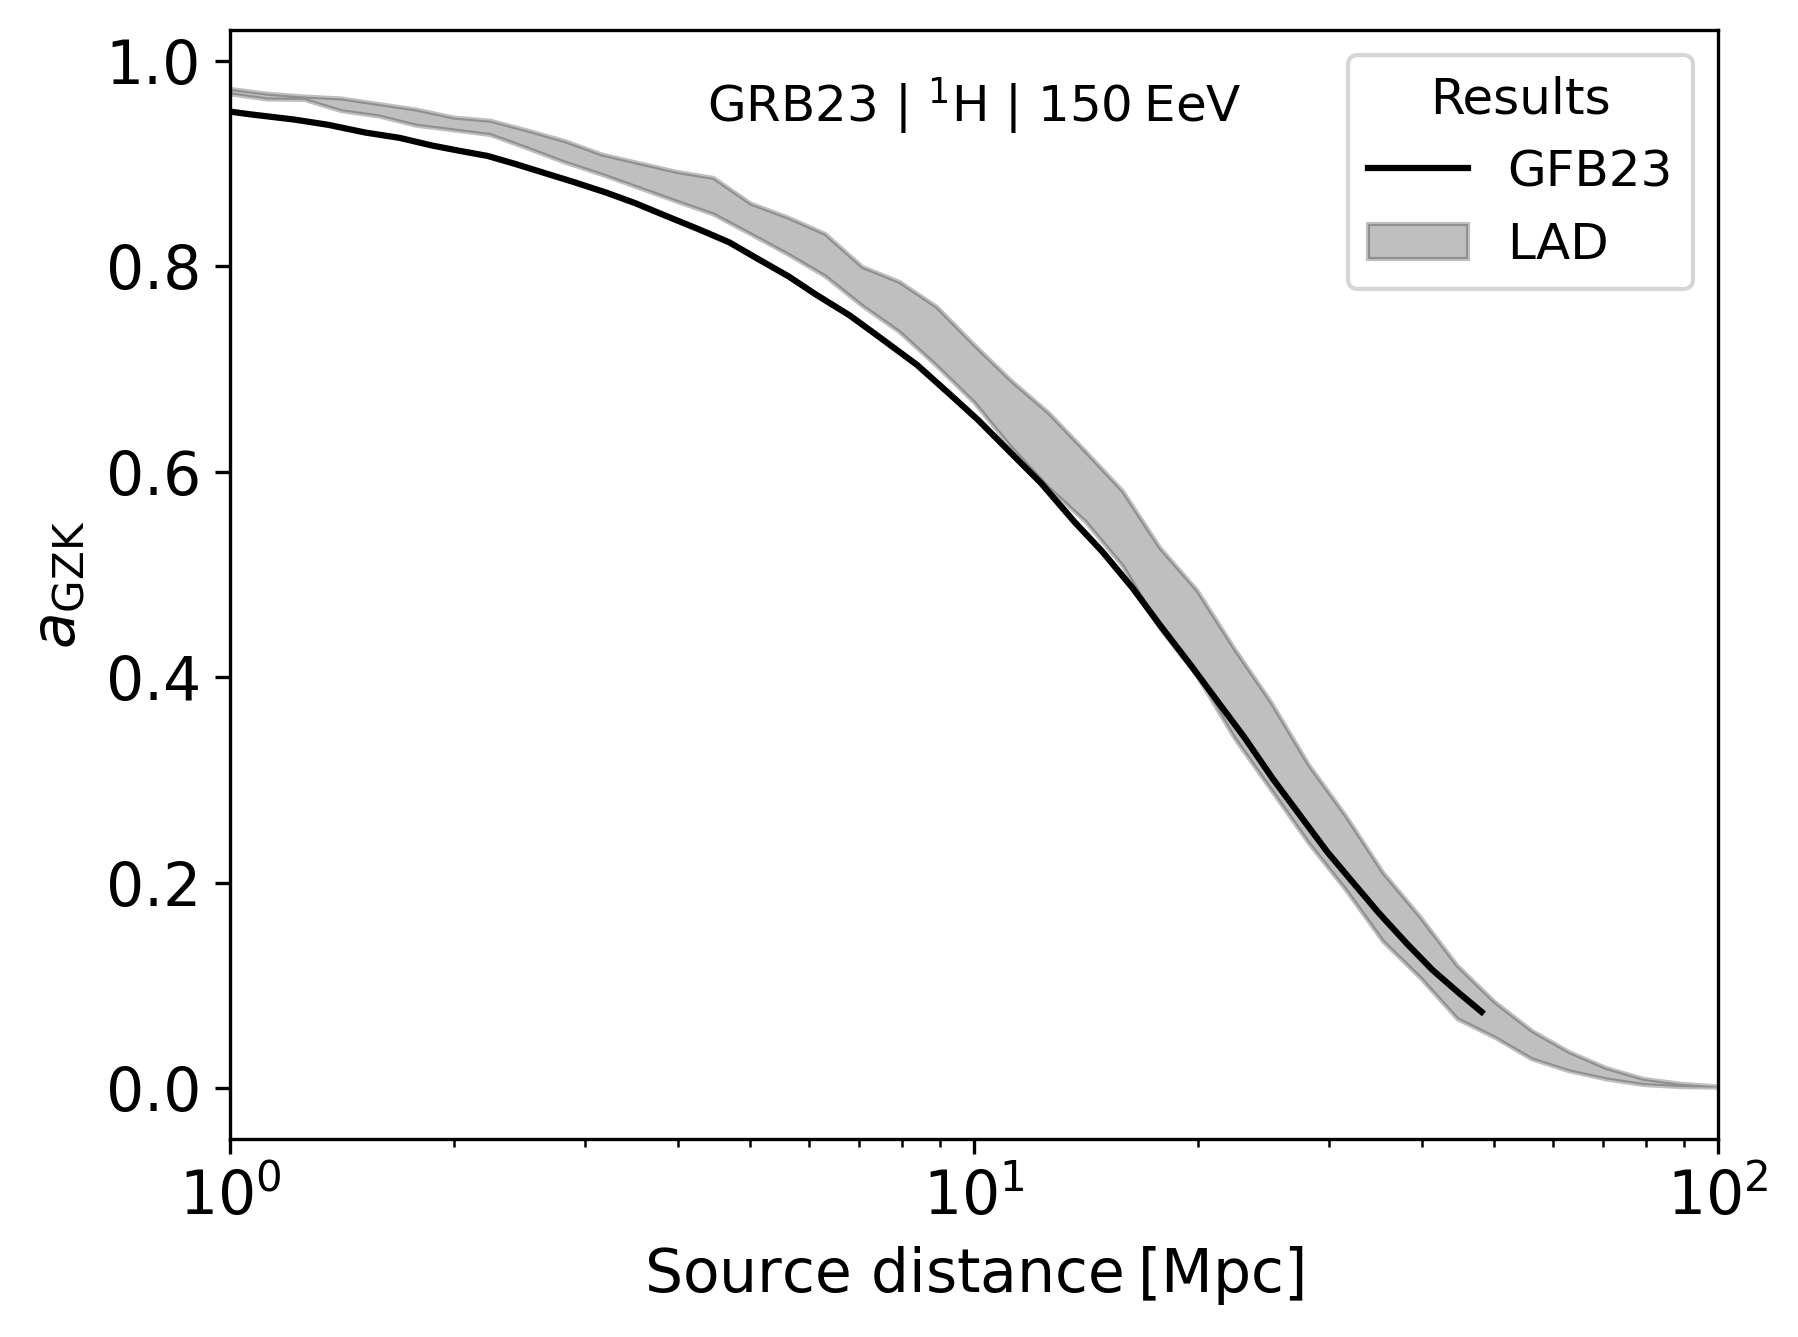 GRB23 | ¹H | 150 EeV
Results
GFB23
LAD
1.0
0.8
0.6
0.4
0.2
0.0
a_GZK
10⁰ 10¹ 10²
Source distance [Mpc]